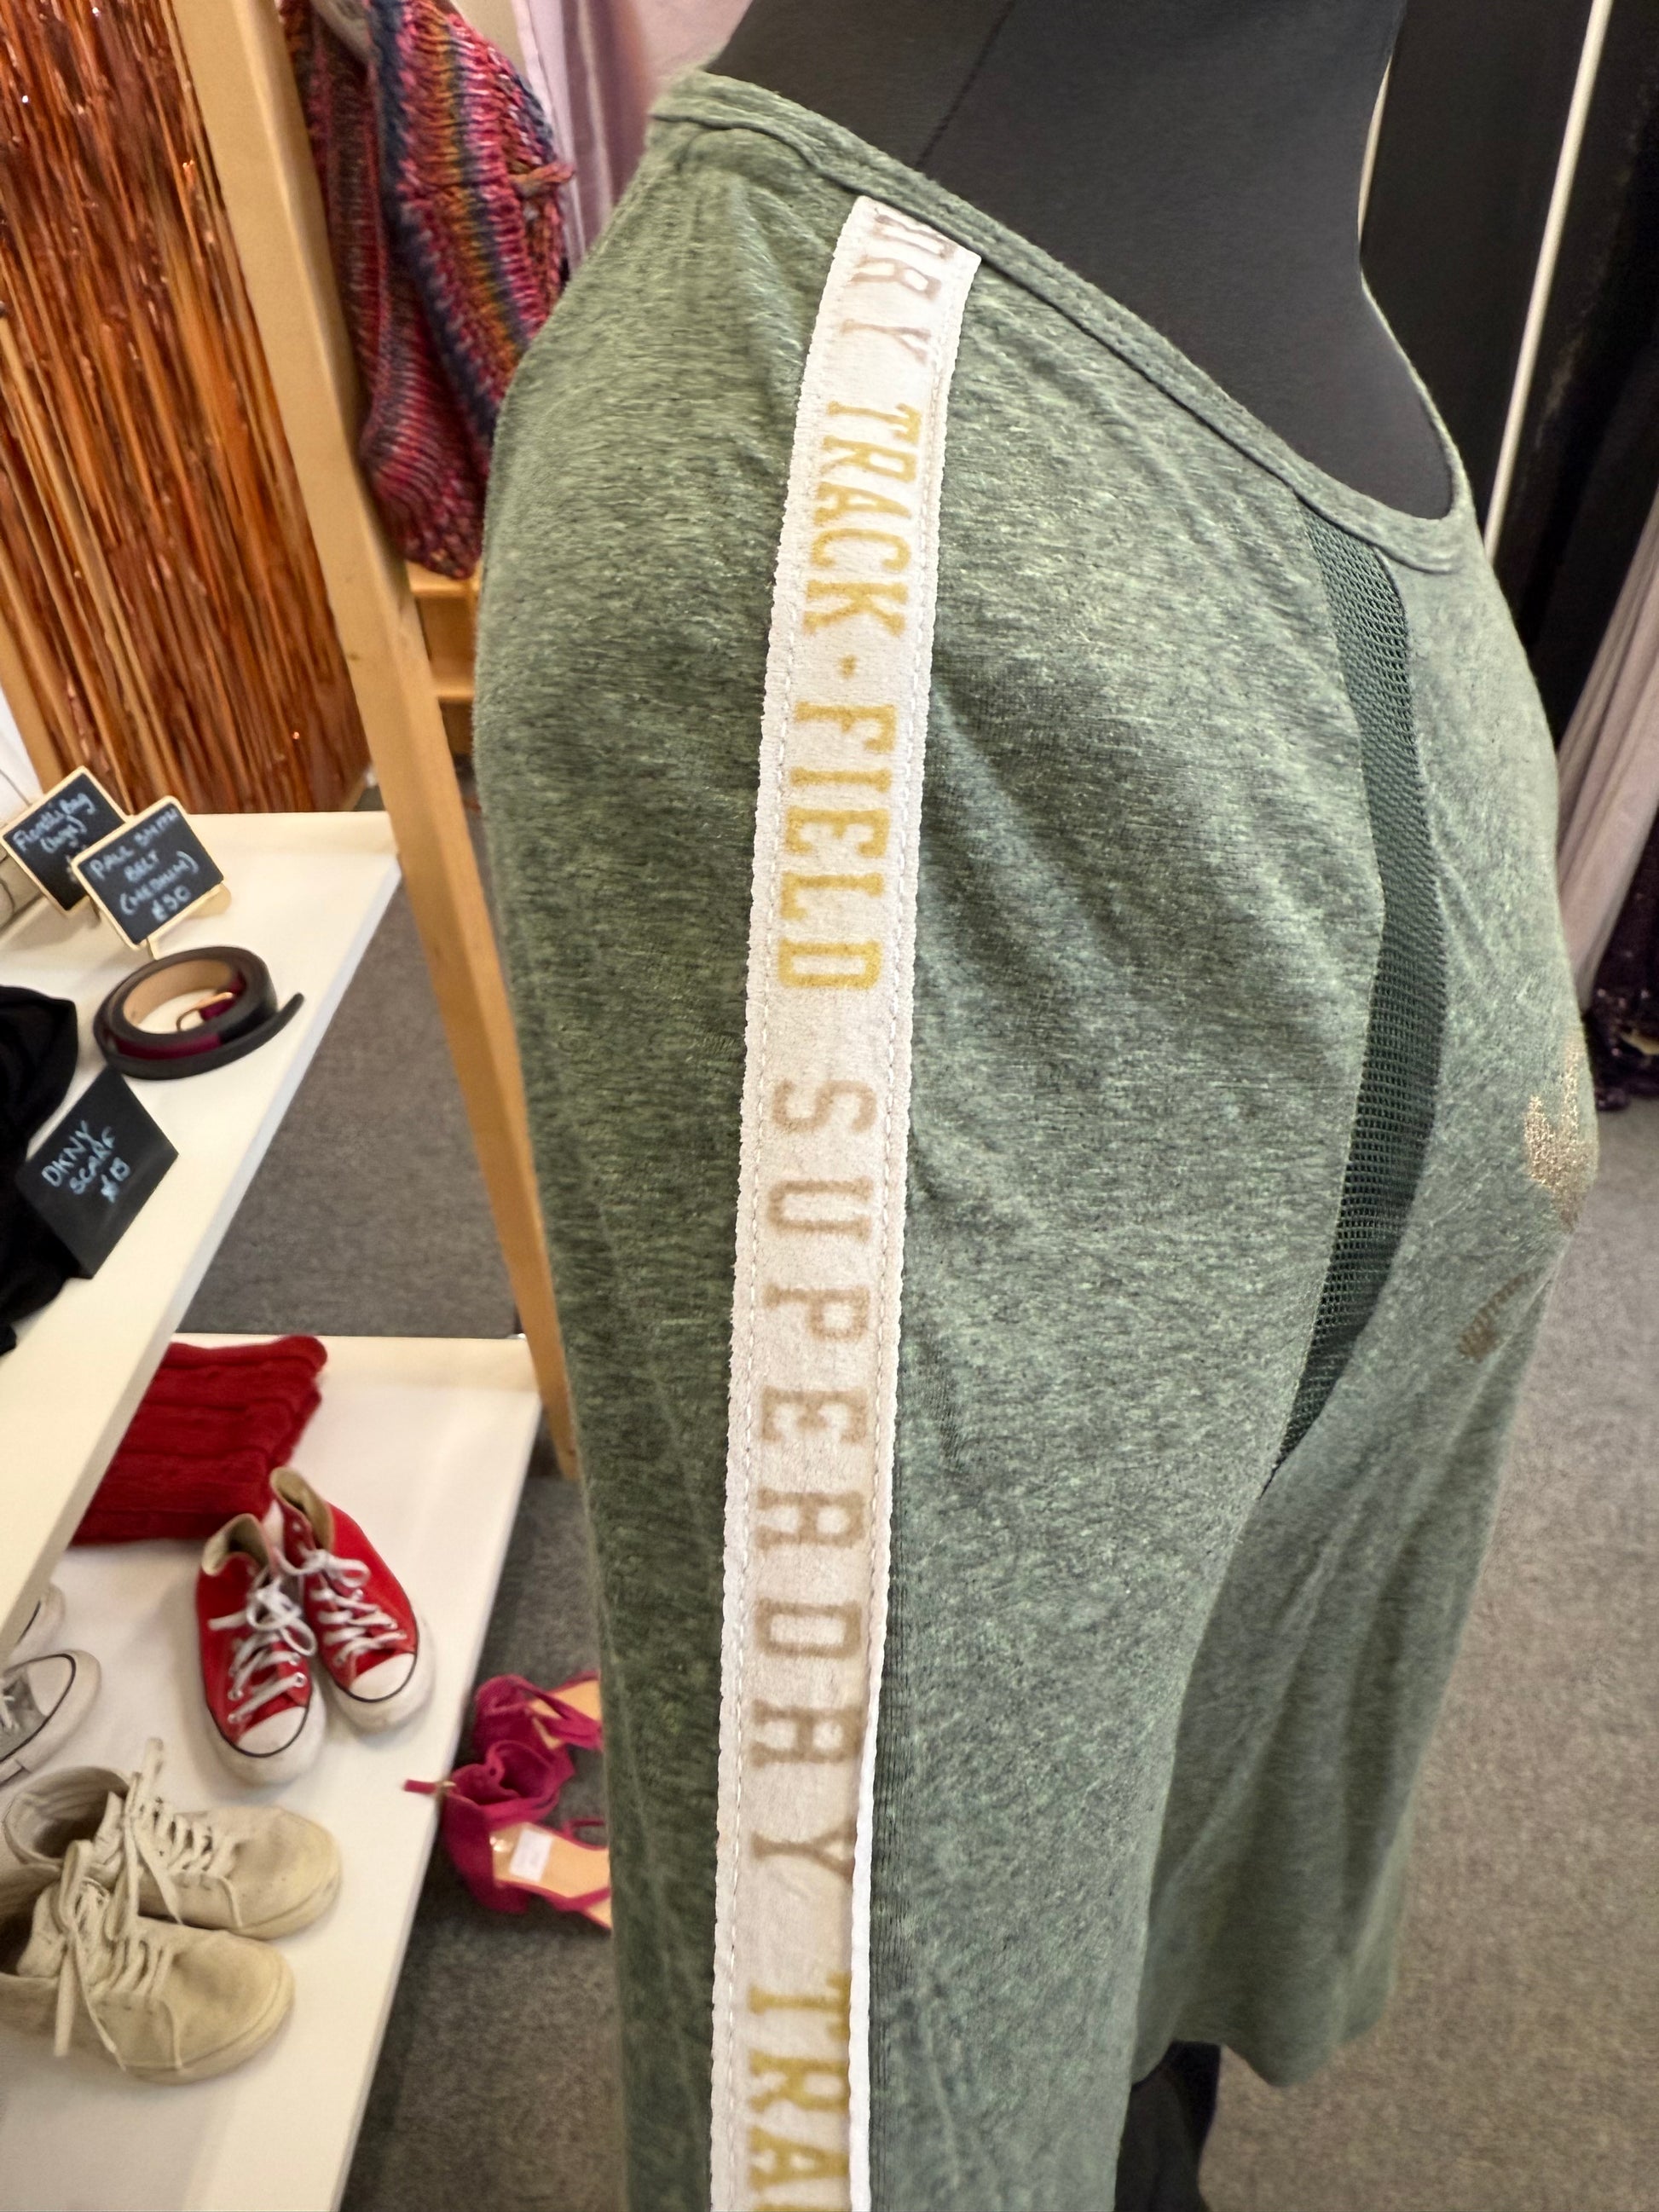 TRACK · FIELD SUPERDRY TRA
PAUL SMITH
BELT
(MEDIUM)
£30
DKNY
SCARF
£15